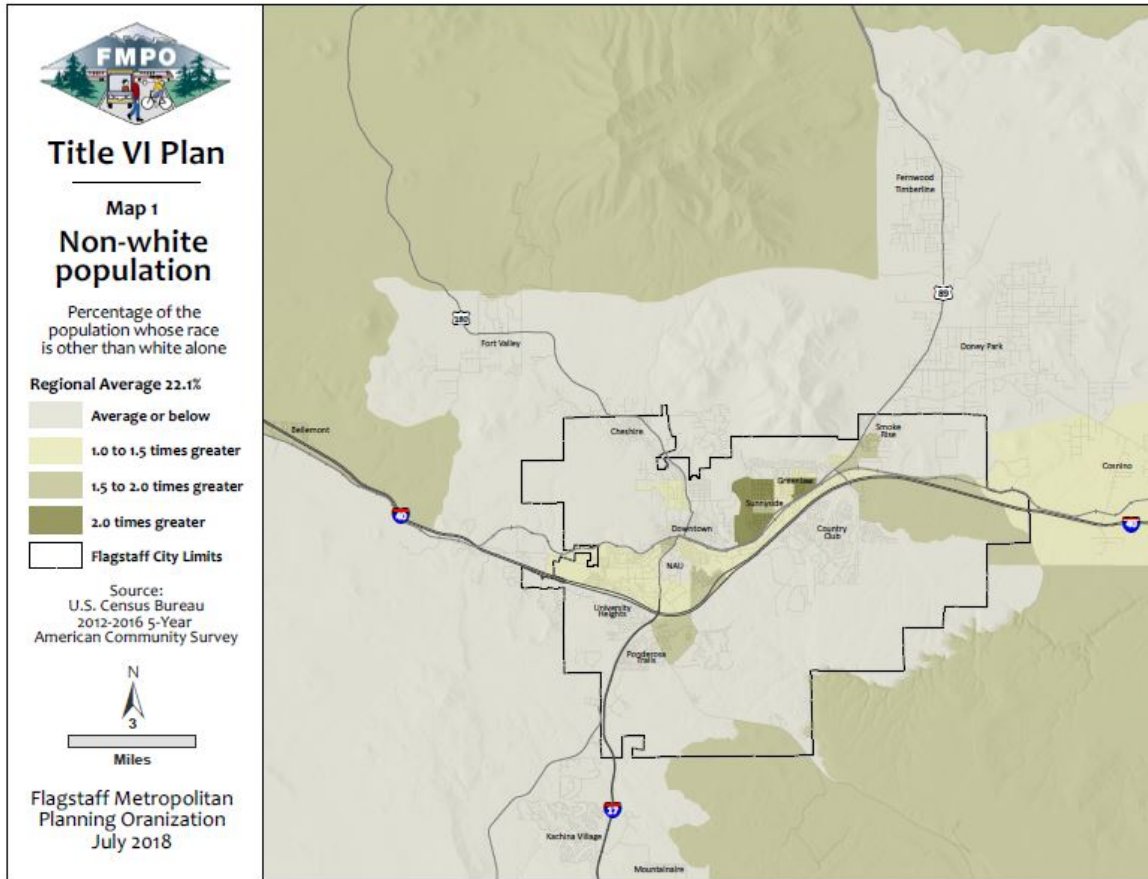 FMPO
Title VI Plan
Map 1
Non-white
population
Percentage of the
population whose race
is other than white alone
Regional Average 22.1%
Average or below
1.0 to 1.5 times greater
1.5 to 2.0 times greater
2.0 times greater
Flagstaff City Limits
Source:
U.S. Census Bureau
2012-2016 5-Year
American Community Survey
N
3
Miles
Flagstaff Metropolitan
Planning Oranization
July 2018
Fernwood
Timberline
89
180
Fort Valley
Doney Park
Bellemont
Cheshire
Smoke
Rise
Cosnino
Greenlaw
Sunnyside
40
40
Downtown
Country
Club
NAU
University
Heights
Ponderosa
Trails
17
Kachina Village
Mountainaire